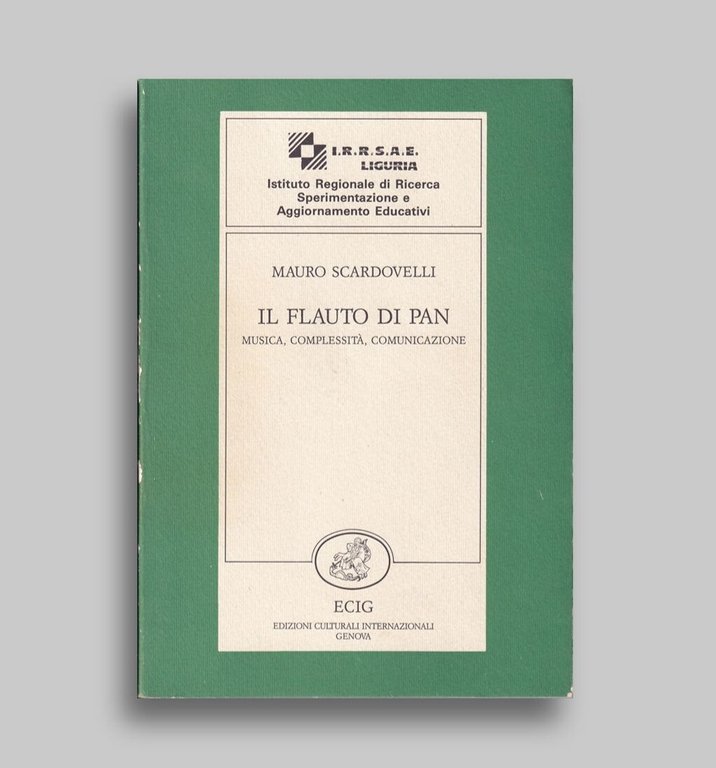 I.R.R.S.A.E.
LIGURIA
Istituto Regionale di Ricerca
Sperimentazione e
Aggiornamento Educativi
MAURO SCARDOVELLI
IL FLAUTO DI PAN
MUSICA, COMPLESSITÀ, COMUNICAZIONE
ECIG
EDIZIONI CULTURALI INTERNAZIONALI
GENOVA